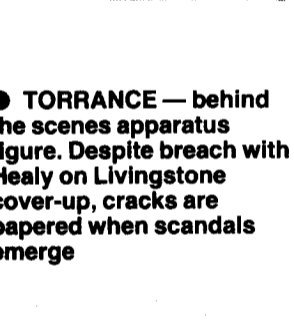 ● TORRANCE — behind
he scenes apparatus
igure. Despite breach with
Healy on Livingstone
cover-up, cracks are
papered when scandals
emerge